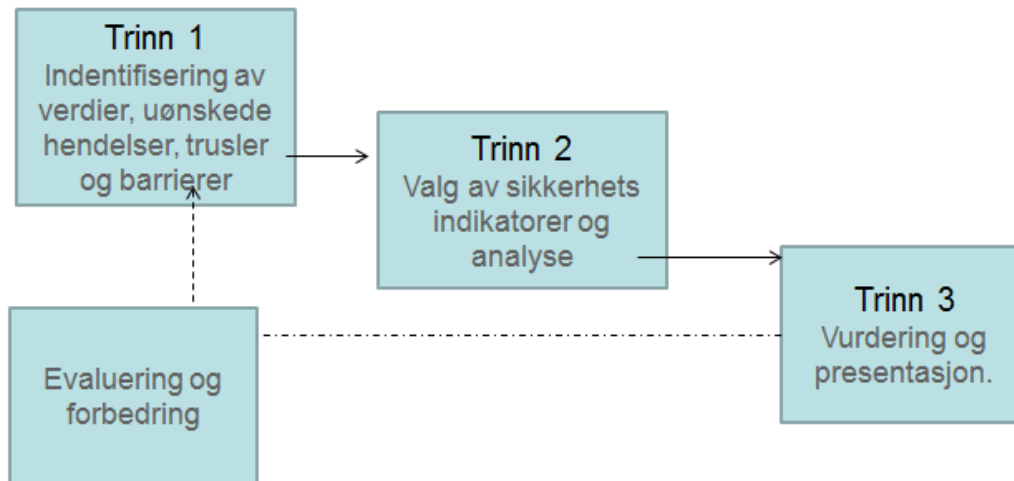 Trinn 1
Indentifisering av
verdier, uønskede
hendelser, trusler
og barrierer
Trinn 2
Valg av sikkerhets
indikatorer og
analyse
Trinn 3
Vurdering og
presentasjon.
Evaluering og
forbedring